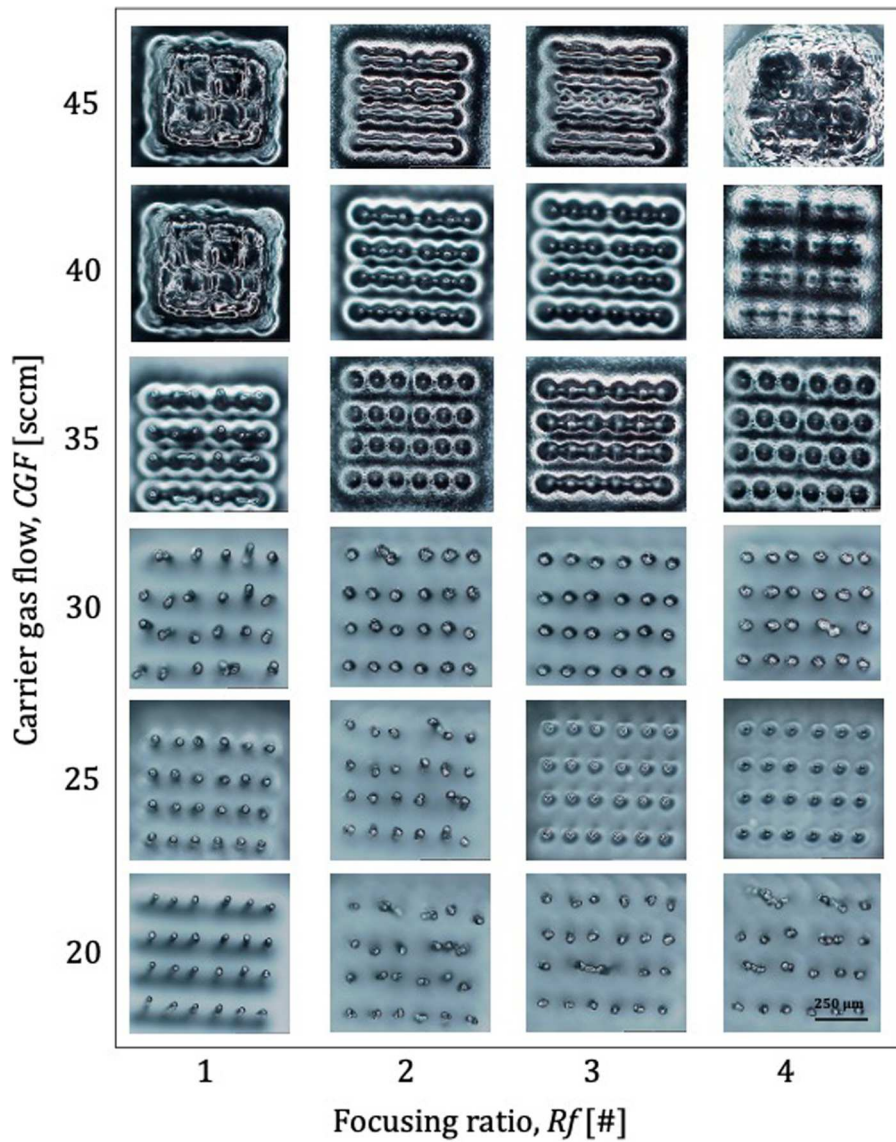 45
40
35
30
25
20
Carrier gas flow, CGF [sccm]
250 μm
1 2 3 4
Focusing ratio, Rf [#]